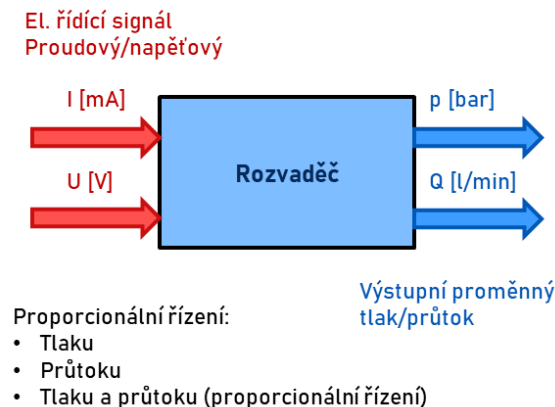 El. řídící signál
Proudový/napěťový
I [mA]
p [bar]
Rozvaděč
U [V]
Q [l/min]
Výstupní proměnný
tlak/průtok
Proporcionální řízení:
• Tlaku
• Průtoku
• Tlaku a průtoku (proporcionální řízení)